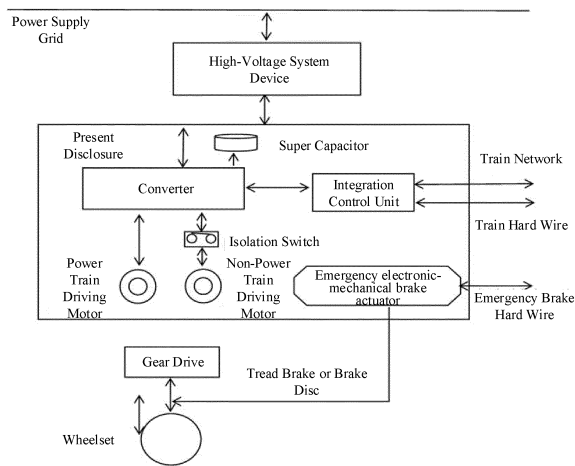 Power Supply
Grid
High-Voltage System
Device
Present
Disclosure
Super Capacitor
Converter
Integration
Control Unit
Train Network
Train Hard Wire
Isolation Switch
Power
Train
Driving
Motor
Non-Power
Train
Driving
Motor
Emergency electronic-
mechanical brake
actuator
Emergency Brake
Hard Wire
Gear Drive
Tread Brake or Brake
Disc
Wheelset